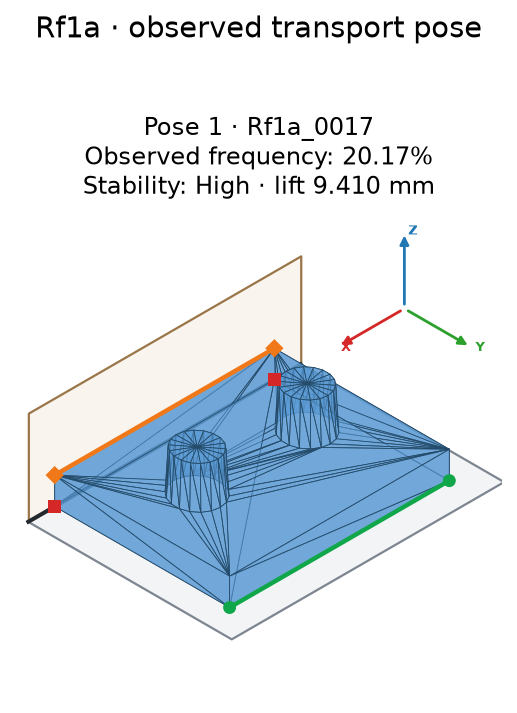 Rf1a · observed transport pose
Pose 1 · Rf1a_0017
Observed frequency: 20.17%
Stability: High · lift 9.410 mm
Z
X
Y